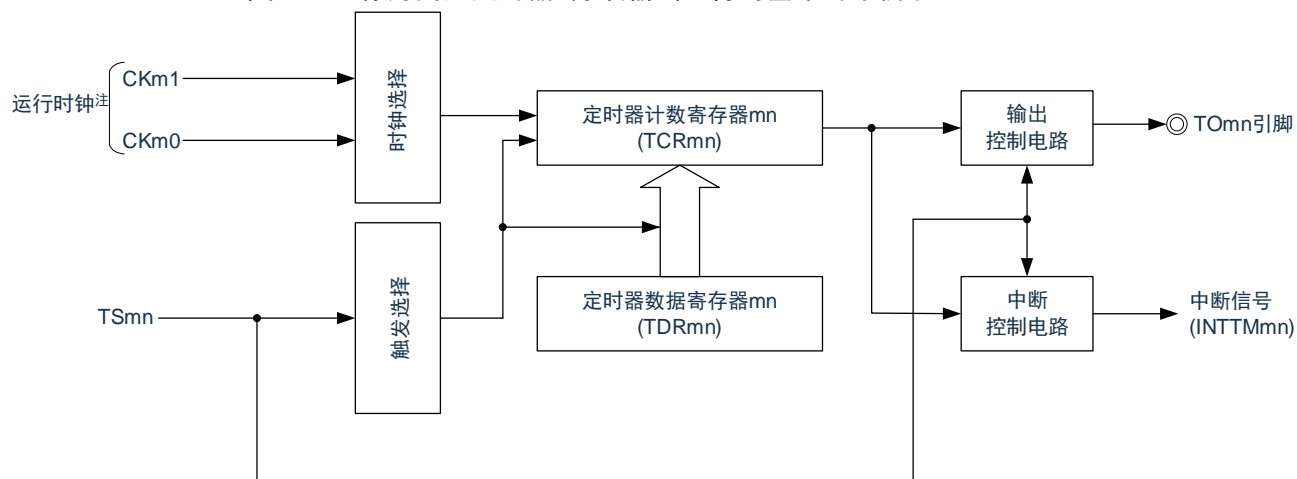 CKm1
运行时钟注
CKm0
时钟选择
定时器计数寄存器mn
(TCRmn)
输出
控制电路
TOmn引脚
TSmn
触发选择
定时器数据寄存器mn
(TDRmn)
中断
控制电路
中断信号
(INTTMmn)